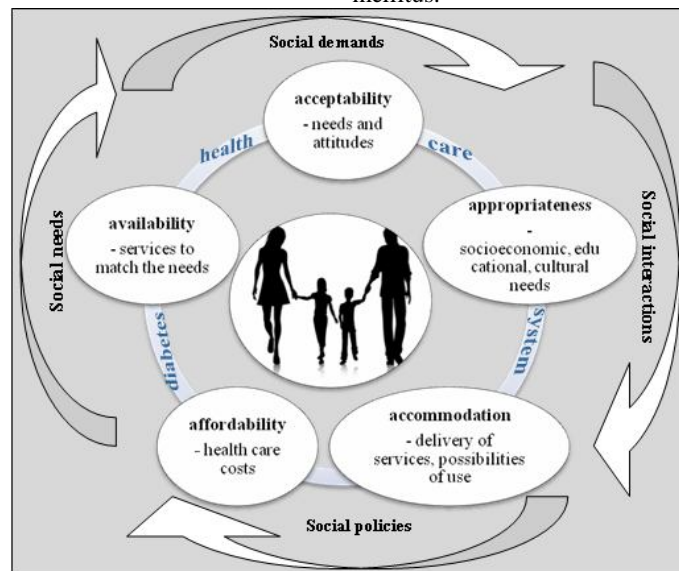 mellitus.
Social demands
acceptability
- needs and
attitudes
health
care
availability
- services to
match the needs
appropriateness
-
socioeconomic, edu
cational, cultural
needs
Social needs
Social interactions
diabetes
system
affordability
- health care
costs
accommodation
- delivery of
services, possibilities
of use
Social policies